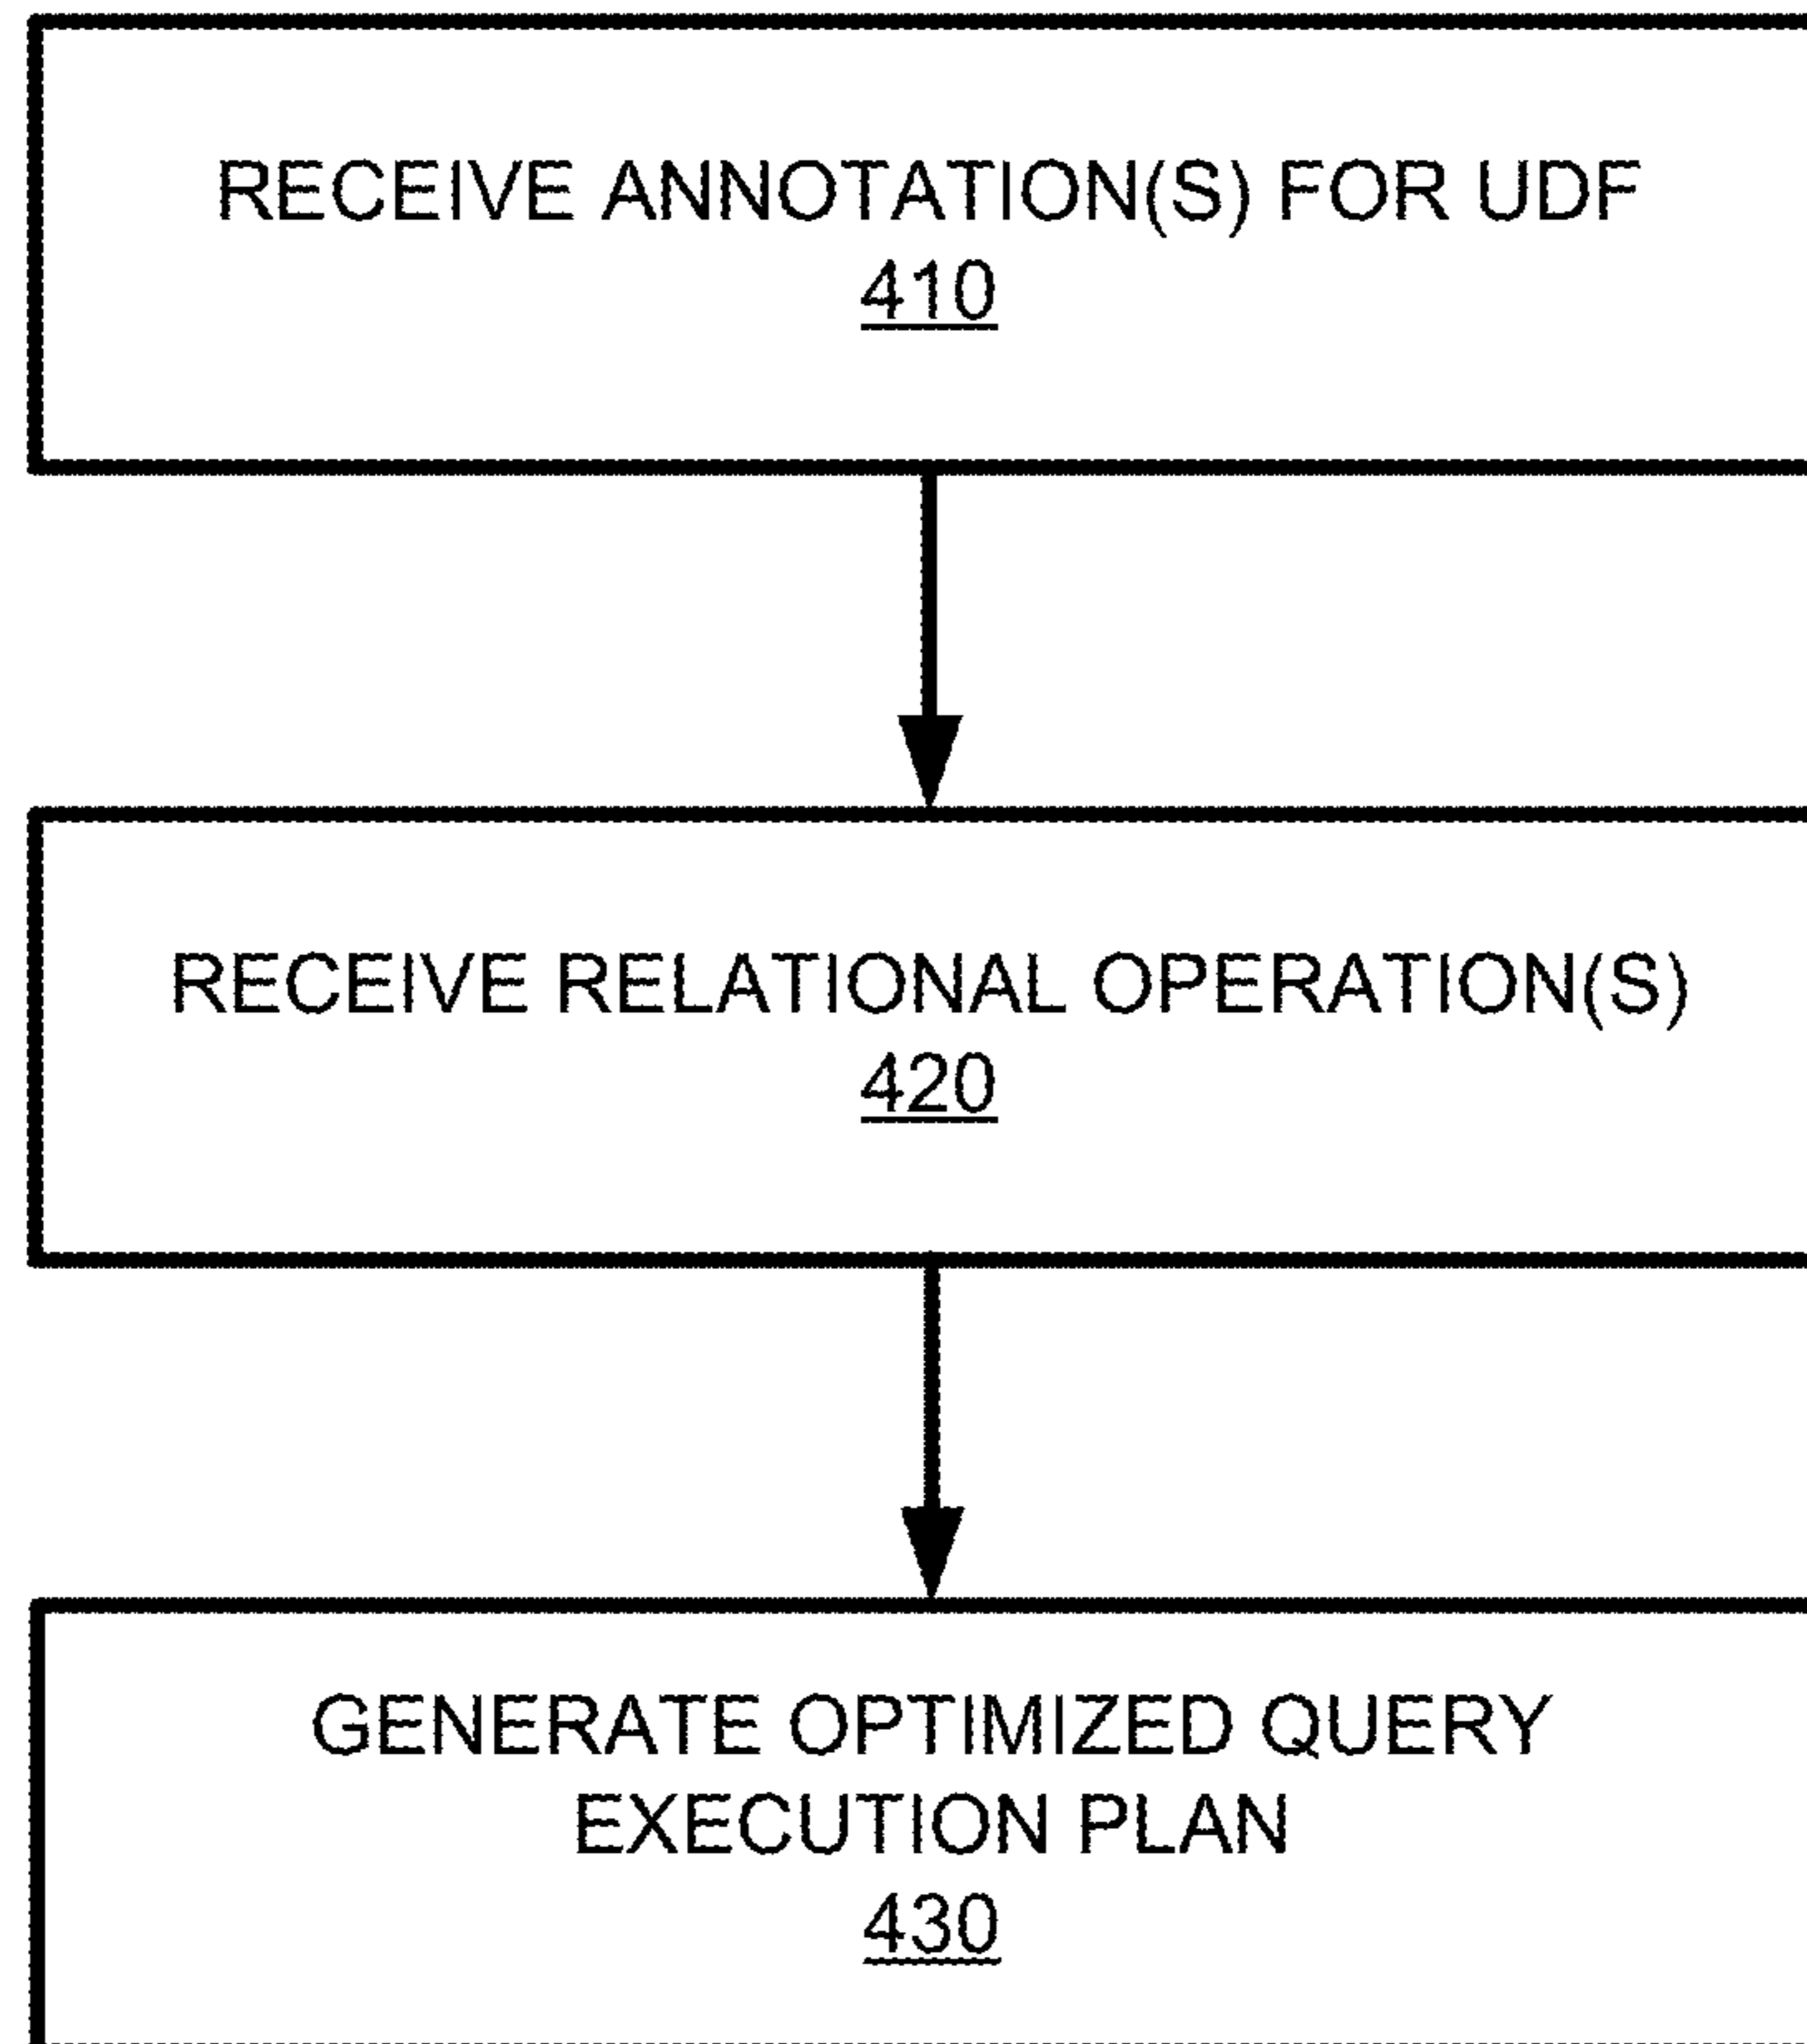 RECEIVE ANNOTATION(S) FOR UDF
410
RECEIVE RELATIONAL OPERATION(S)
420
GENERATE OPTIMIZED QUERY
EXECUTION PLAN
430